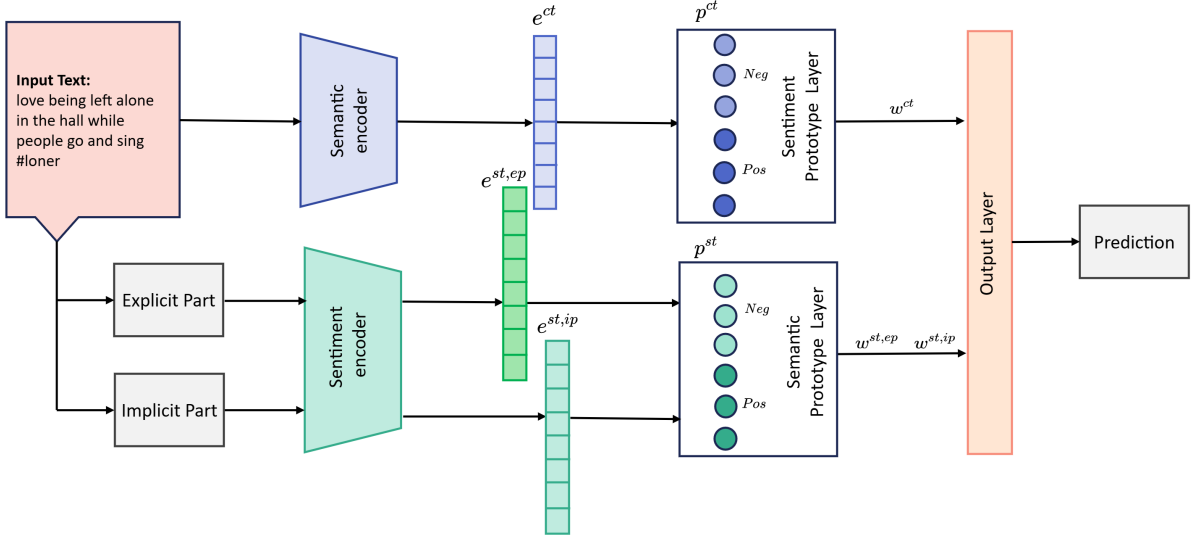 Input Text:
love being left alone
in the hall while
people go and sing
#loner
Semantic
encoder
e^{ct}
p^{ct}
Neg
Pos
Sentiment
Prototype Layer
w^{ct}
Explicit Part
Implicit Part
Sentiment
encoder
e^{st,ep}
e^{st,ip}
p^{st}
Neg
Pos
Semantic
Prototype Layer
w^{st,ep} w^{st,ip}
Output Layer
Prediction